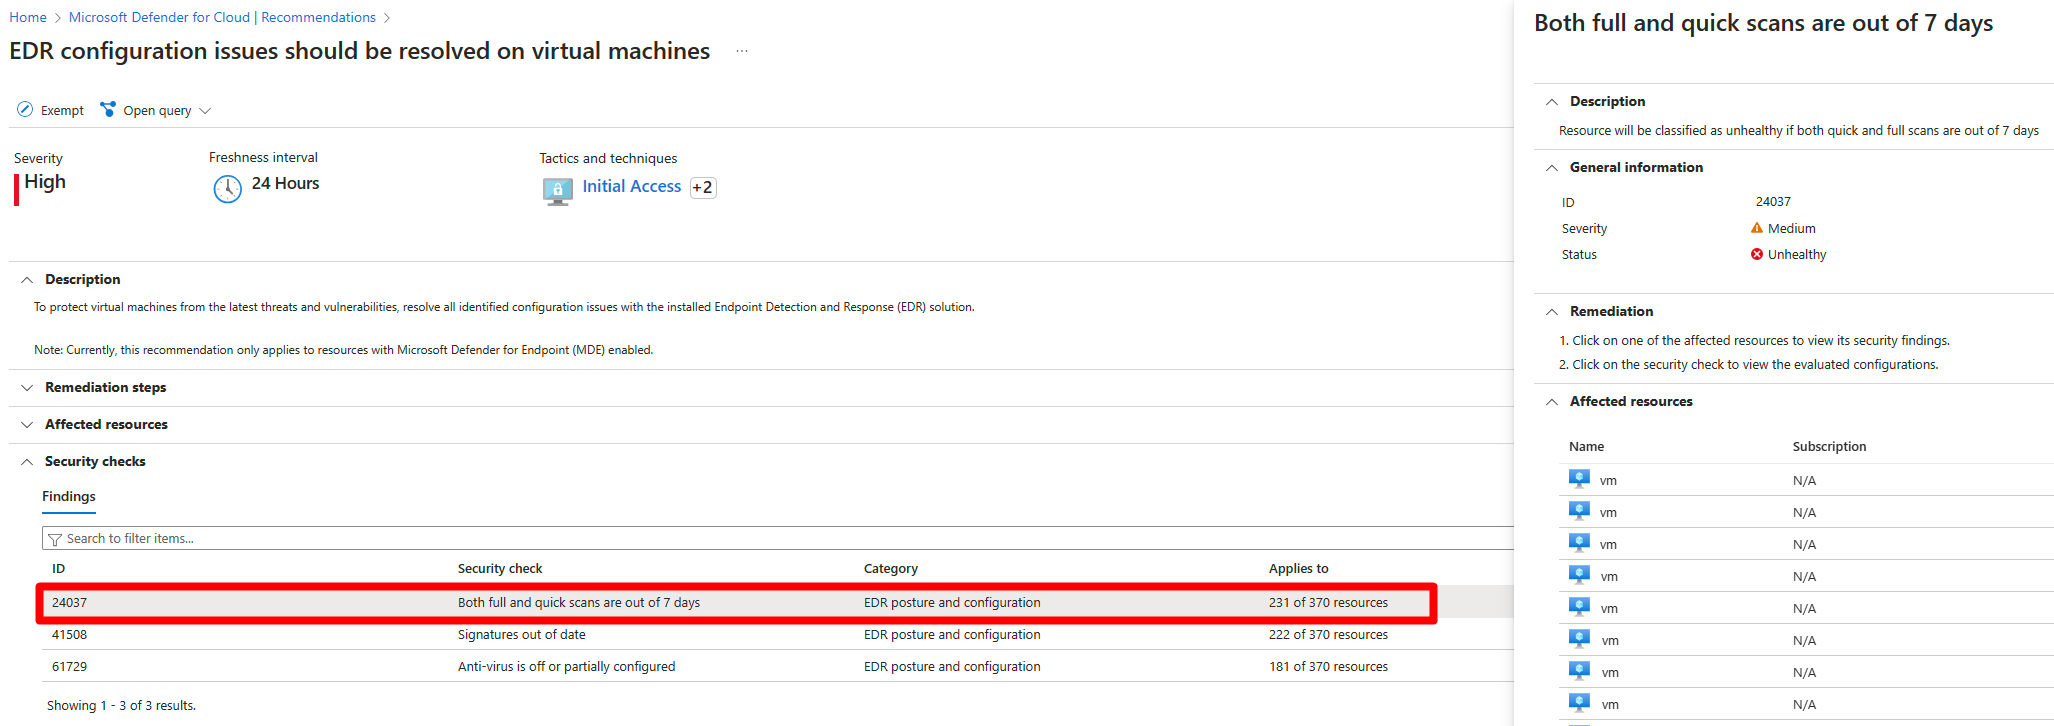 Home > Microsoft Defender for Cloud | Recommendations >
EDR configuration issues should be resolved on virtual machines ...
Exempt Open query
Severity
High
Freshness interval
24 Hours
Tactics and techniques
Initial Access +2
Description
To protect virtual machines from the latest threats and vulnerabilities, resolve all identified configuration issues with the installed Endpoint Detection and Response (EDR) solution.
Note: Currently, this recommendation only applies to resources with Microsoft Defender for Endpoint (MDE) enabled.
Remediation steps
Affected resources
Security checks
Findings
Search to filter items...
ID Security check Category Applies to
24037 Both full and quick scans are out of 7 days EDR posture and configuration 231 of 370 resources
41508 Signatures out of date EDR posture and configuration 222 of 370 resources
61729 Anti-virus is off or partially configured EDR posture and configuration 181 of 370 resources
Showing 1 - 3 of 3 results.
Both full and quick scans are out of 7 days
Description
Resource will be classified as unhealthy if both quick and full scans are out of 7 days
General information
ID 24037
Severity Medium
Status Unhealthy
Remediation
1. Click on one of the affected resources to view its security findings.
2. Click on the security check to view the evaluated configurations.
Affected resources
Name Subscription
vm N/A
vm N/A
vm N/A
vm N/A
vm N/A
vm N/A
vm N/A
vm N/A